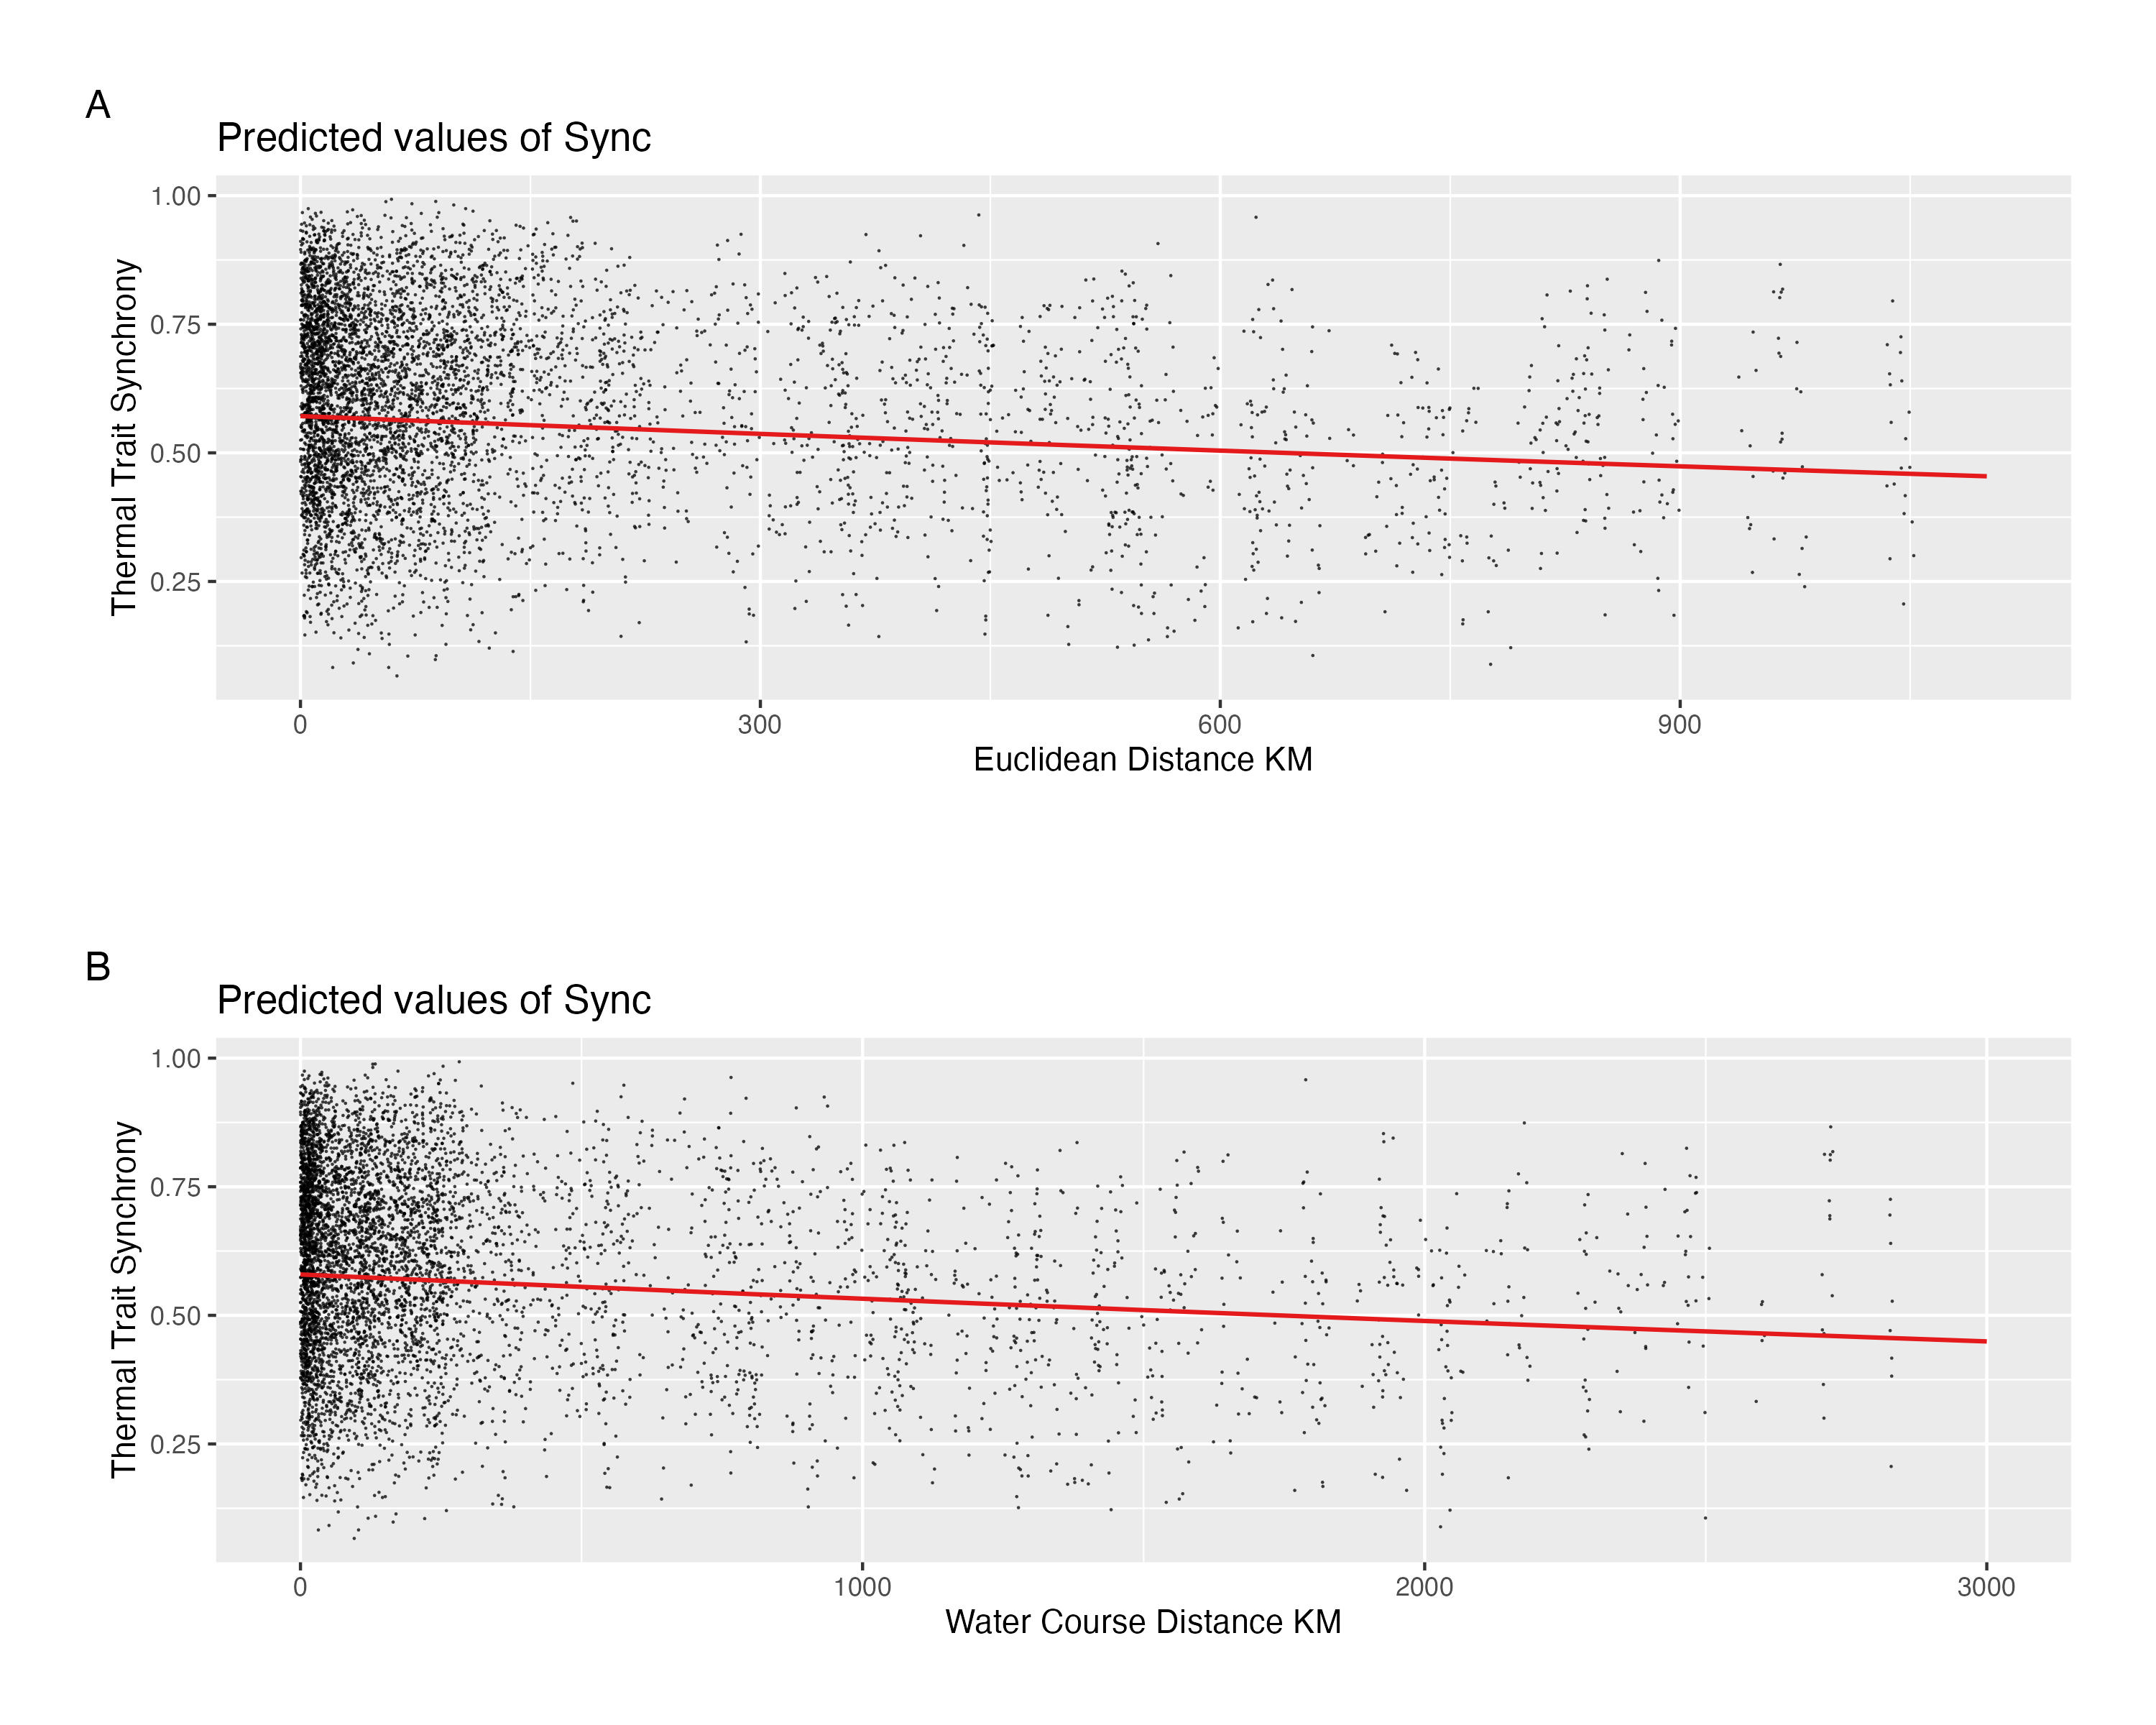 A
Predicted values of Sync
Thermal Trait Synchrony
1.00
0.75
0.50
0.25
0 300 600 900
Euclidean Distance KM
B
Predicted values of Sync
Thermal Trait Synchrony
1.00
0.75
0.50
0.25
0 1000 2000 3000
Water Course Distance KM